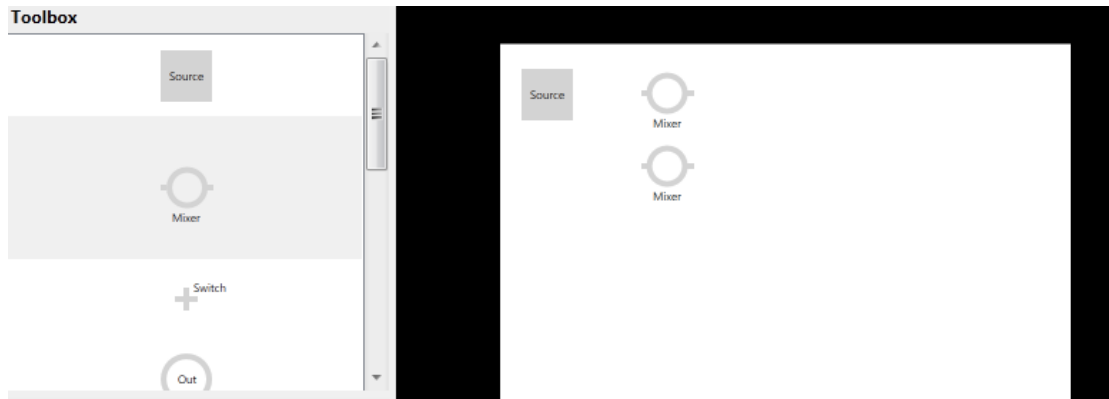 Toolbox
Source
Mixer
Switch
Out
Source
Mixer
Mixer